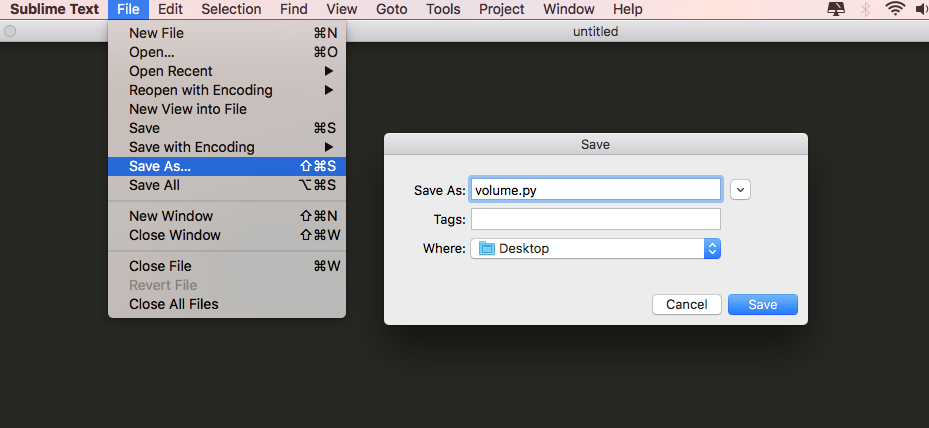 Sublime Text File Edit Selection Find View Goto Tools Project Window Help
untitled
New File ⌘N
Open... ⌘O
Open Recent ▶
Reopen with Encoding ▶
New View into File
Save ⌘S
Save with Encoding ▶
Save As... ⇧⌘S
Save All ⌥⌘S
New Window ⇧⌘N
Close Window ⇧⌘W
Close File ⌘W
Revert File
Close All Files
Save
Save As: volume.py
Tags:
Where: Desktop
Cancel Save